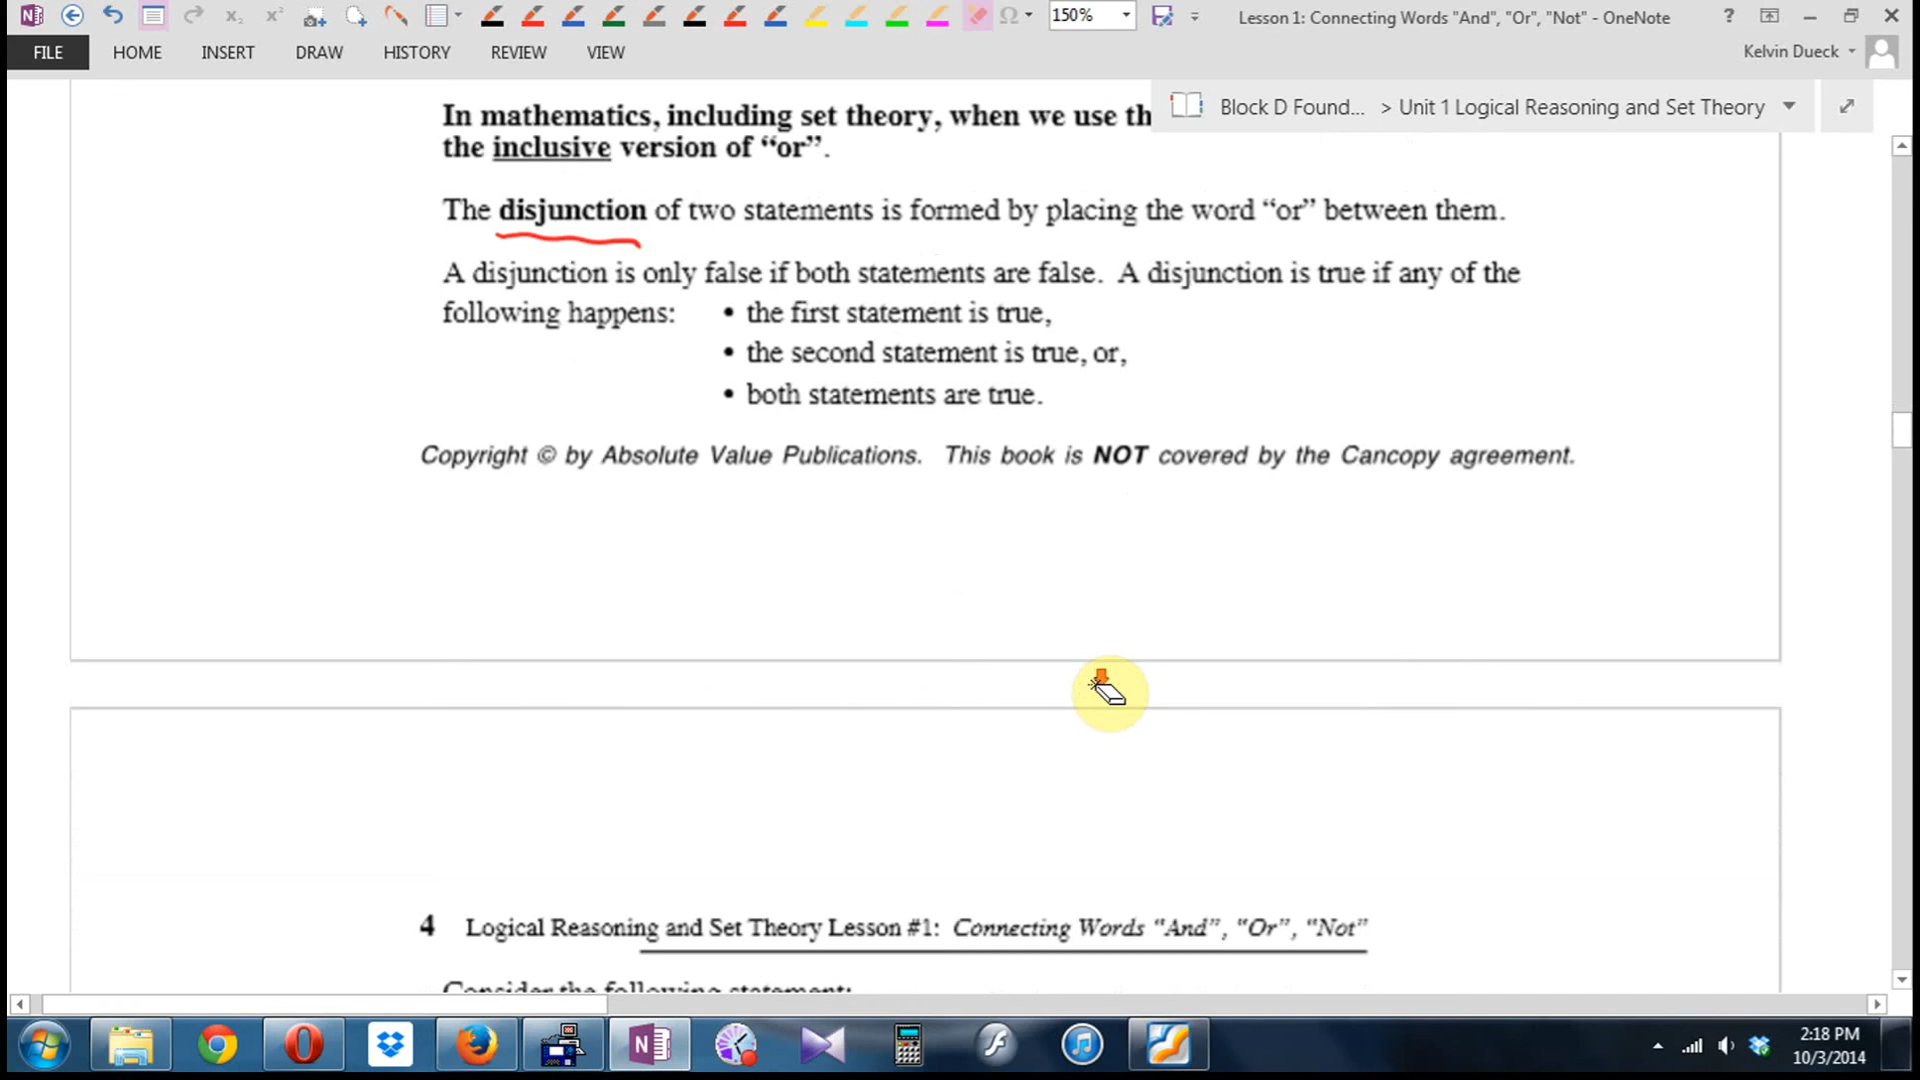 150%
Lesson 1: Connecting Words "And", "Or", "Not" - OneNote
FILE HOME INSERT DRAW HISTORY REVIEW VIEW
Kelvin Dueck
Block D Found... > Unit 1 Logical Reasoning and Set Theory
In mathematics, including set theory, when we use
the inclusive version of “or”.
The disjunction of two statements is formed by placing the word “or” between them.
A disjunction is only false if both statements are false. A disjunction is true if any of the
following happens: • the first statement is true,
• the second statement is true, or,
• both statements are true.
Copyright © by Absolute Value Publications. This book is NOT covered by the Cancopy agreement.
4 Logical Reasoning and Set Theory Lesson #1: Connecting Words “And”, “Or”, “Not”
Consider the following statement:
2:18 PM
10/3/2014